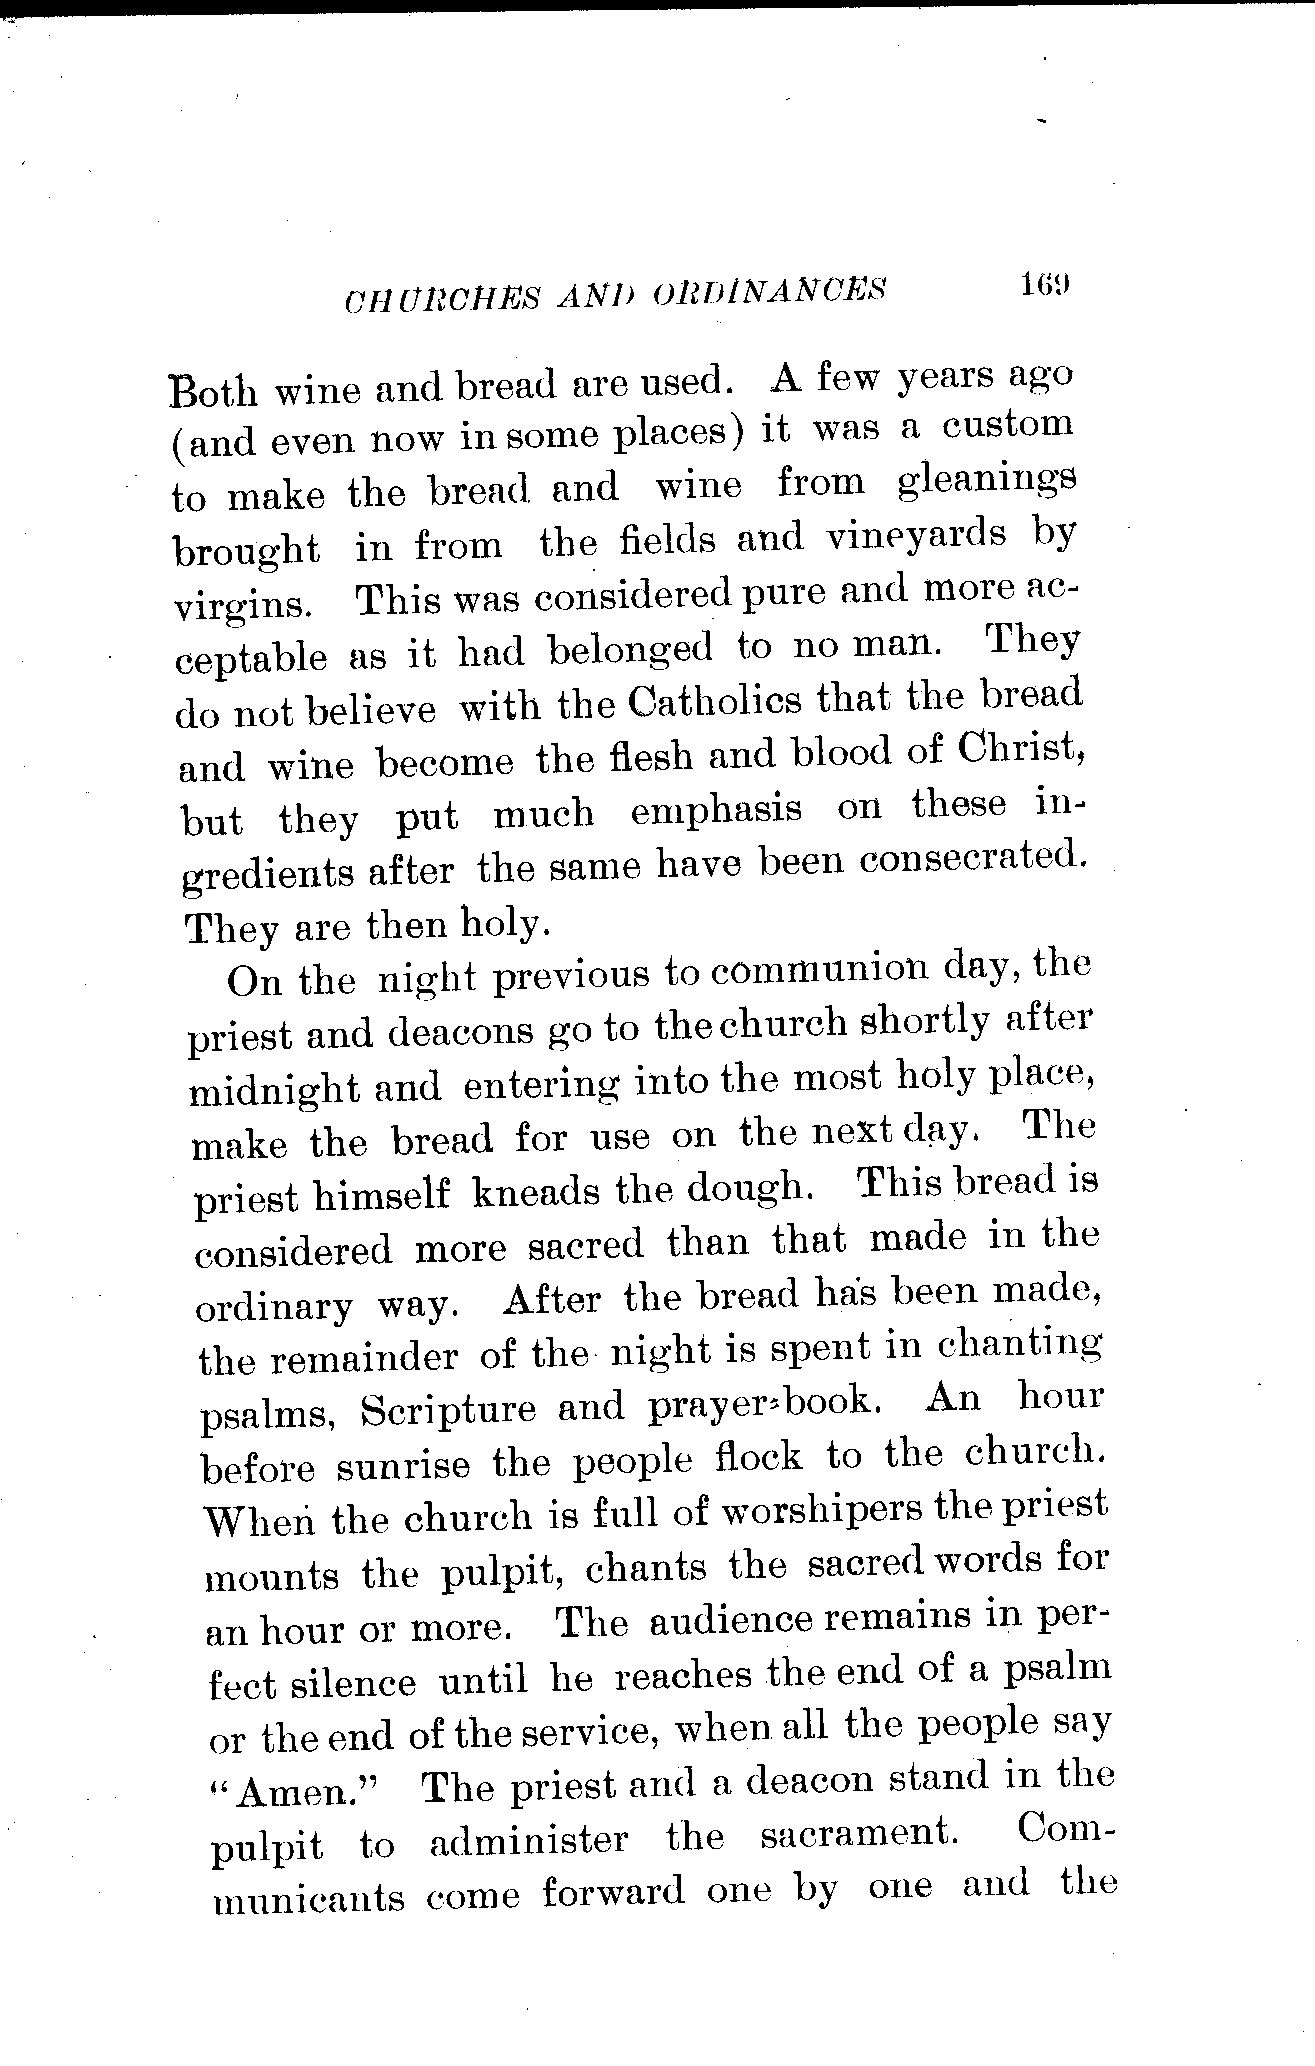 CHURCHES AND ORDINANCES 169
Both wine and bread are used. A few years ago
(and even now in some places) it was a custom
to make the bread and wine from gleanings
brought in from the fields and vineyards by
virgins. This was considered pure and more ac-
ceptable as it had belonged to no man. They
do not believe with the Catholics that the bread
and wine become the flesh and blood of Christ,
but they put much emphasis on these in-
gredients after the same have been consecrated.
They are then holy.
On the night previous to communion day, the
priest and deacons go to the church shortly after
midnight and entering into the most holy place,
make the bread for use on the next day. The
priest himself kneads the dough. This bread is
considered more sacred than that made in the
ordinary way. After the bread has been made,
the remainder of the night is spent in chanting
psalms, Scripture and prayer-book. An hour
before sunrise the people flock to the church.
When the church is full of worshipers the priest
mounts the pulpit, chants the sacred words for
an hour or more. The audience remains in per-
fect silence until he reaches the end of a psalm
or the end of the service, when all the people say
“Amen.” The priest and a deacon stand in the
pulpit to administer the sacrament. Com-
municants come forward one by one and the